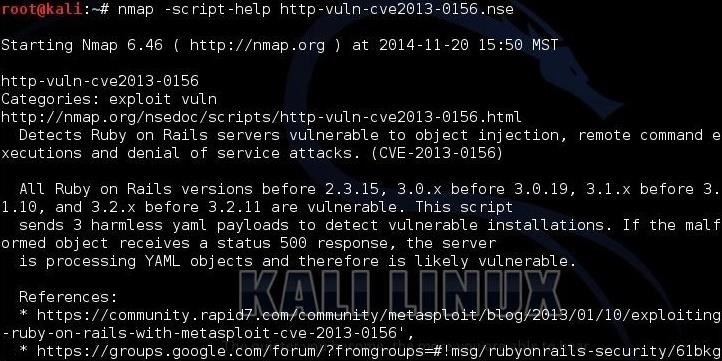 root@kali:~# nmap -script-help http-vuln-cve2013-0156.nse
Starting Nmap 6.46 ( http://nmap.org ) at 2014-11-20 15:50 MST
http-vuln-cve2013-0156
Categories: exploit vuln
http://nmap.org/nsedoc/scripts/http-vuln-cve2013-0156.html
Detects Ruby on Rails servers vulnerable to object injection, remote command e
xecutions and denial of service attacks. (CVE-2013-0156)
All Ruby on Rails versions before 2.3.15, 3.0.x before 3.0.19, 3.1.x before 3.
1.10, and 3.2.x before 3.2.11 are vulnerable. This script
sends 3 harmless yaml payloads to detect vulnerable installations. If the malf
ormed object receives a status 500 response, the server
is processing YAML objects and therefore is likely vulnerable.
KALI LINUX
References:
* https://community.rapid7.com/community/metasploit/blog/2013/01/10/exploiting
-ruby-on-rails-with-metasploit-cve-2013-0156',
* https://groups.google.com/forum/?fromgroups=#!msg/rubyonrails-security/61bkg